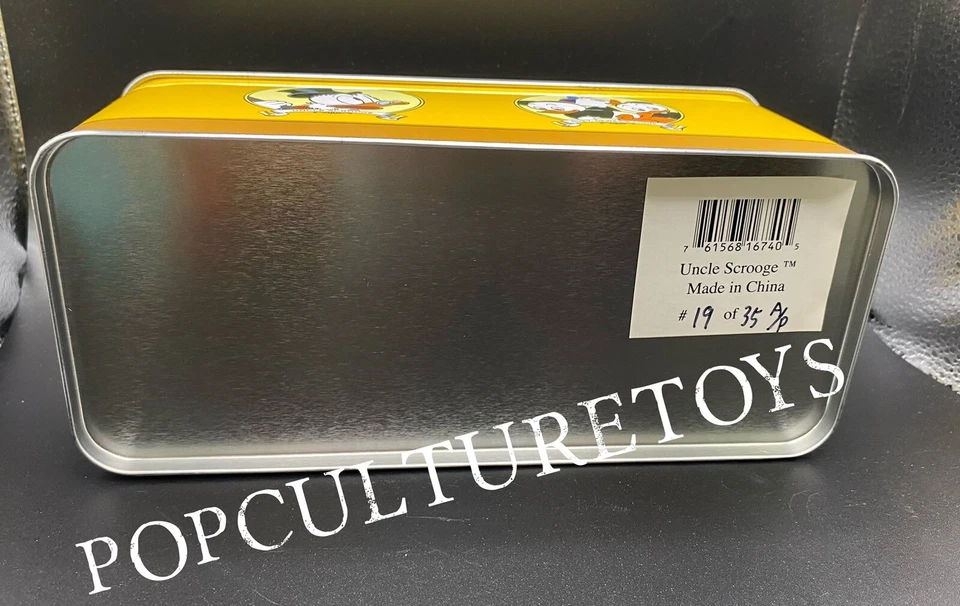 7 61568 16740 5
Uncle Scrooge ™
Made in China
# 19 of 35 A/P
POPCULTURETOYS